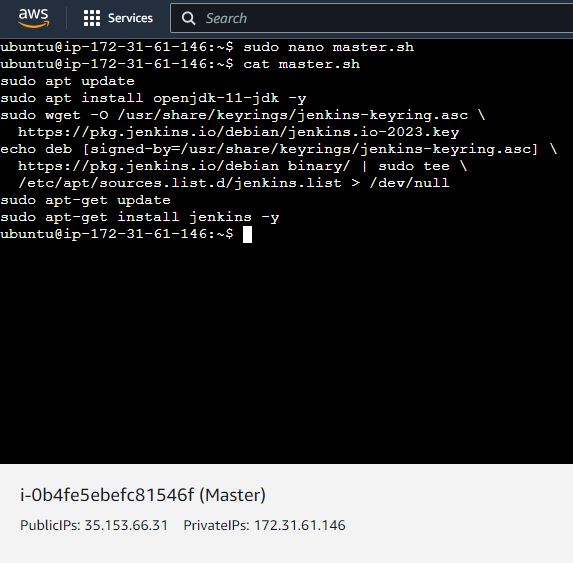 aws
Services
Search
ubuntu@ip-172-31-61-146:~$ sudo nano master.sh
ubuntu@ip-172-31-61-146:~$ cat master.sh
sudo apt update
sudo apt install openjdk-11-jdk -y
sudo wget -O /usr/share/keyrings/jenkins-keyring.asc \
  https://pkg.jenkins.io/debian/jenkins.io-2023.key
echo deb [signed-by=/usr/share/keyrings/jenkins-keyring.asc] \
  https://pkg.jenkins.io/debian binary/ | sudo tee \
  /etc/apt/sources.list.d/jenkins.list > /dev/null
sudo apt-get update
sudo apt-get install jenkins -y
ubuntu@ip-172-31-61-146:~$
i-0b4fe5ebefc81546f (Master)
PublicIPs: 35.153.66.31 PrivateIPs: 172.31.61.146